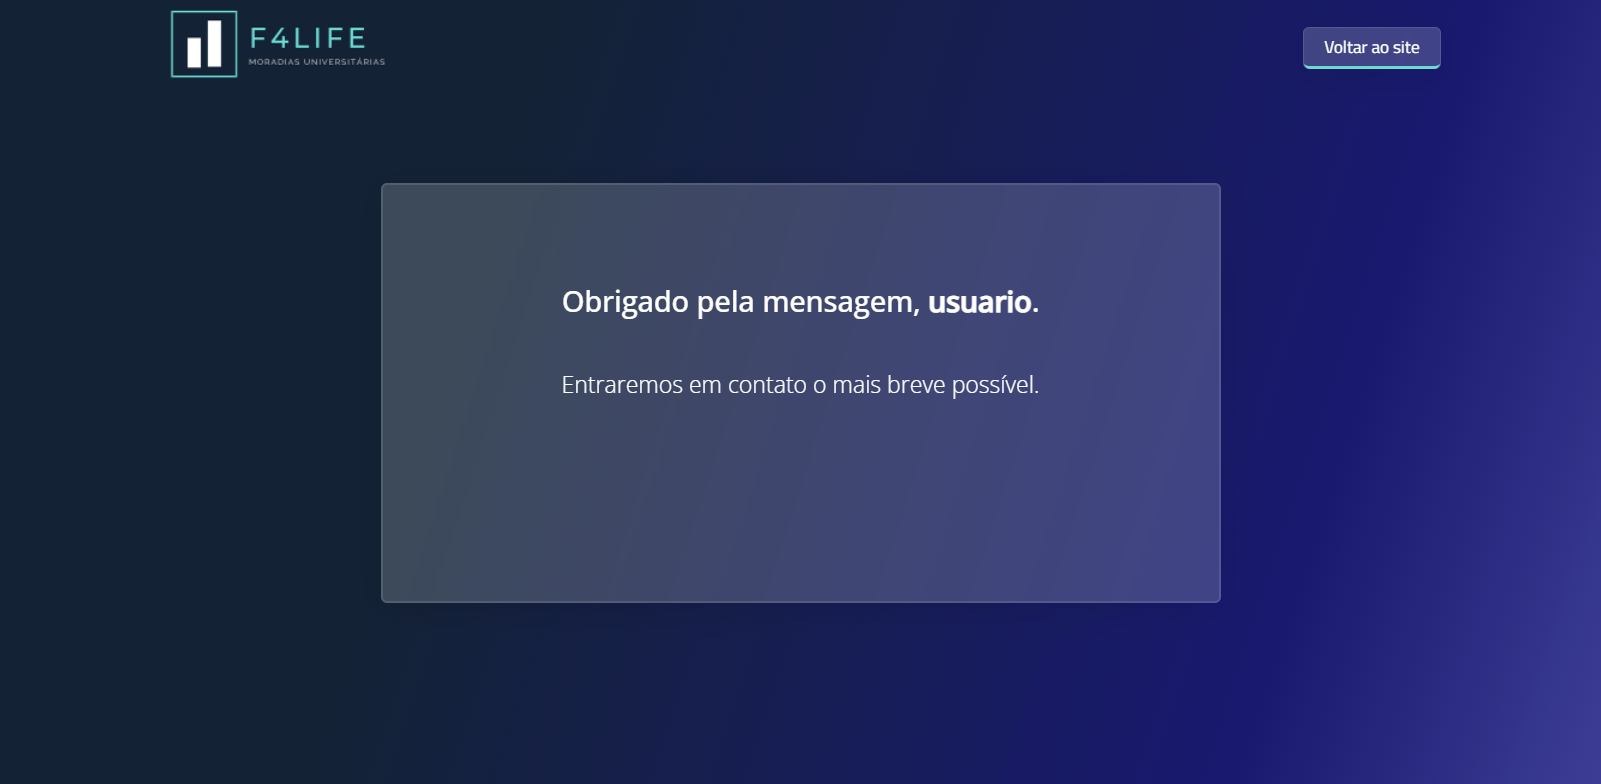 F4LIFE
MORADIAS UNIVERSITÁRIAS
Voltar ao site
Obrigado pela mensagem, usuario.
Entraremos em contato o mais breve possível.